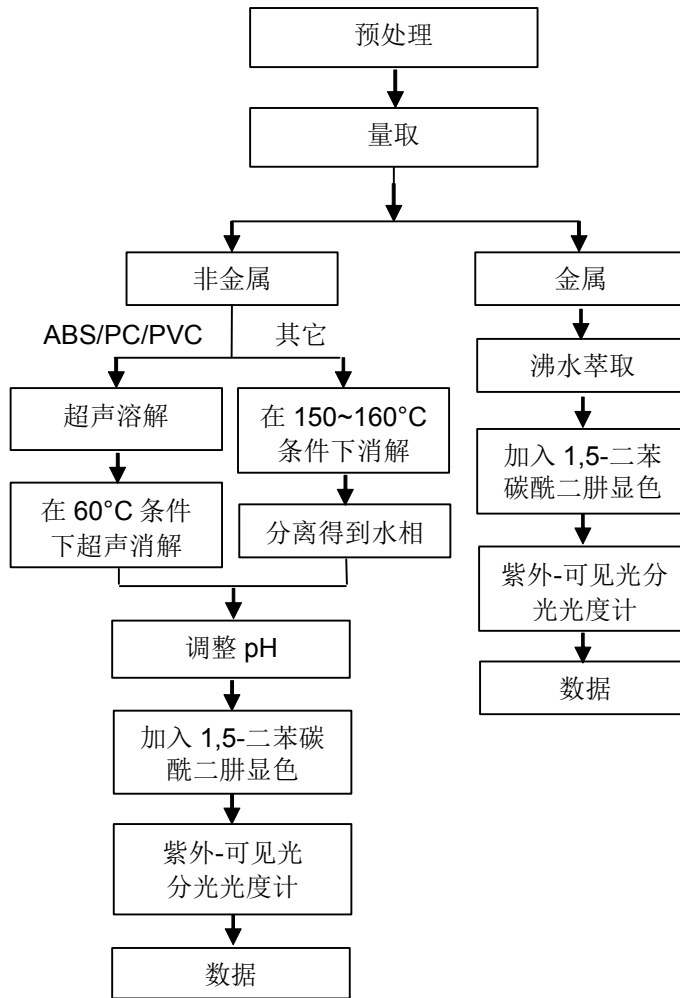 预处理
量取
非金属
金属
ABS/PC/PVC
其它
沸水萃取
超声溶解
在 150~160°C
条件下消解
加入 1,5-二苯
碳酰二肼显色
在 60°C 条件
下超声消解
分离得到水相
紫外-可见光分
光光度计
调整 pH
数据
加入 1,5-二苯碳
酰二肼显色
紫外-可见光
分光光度计
数据